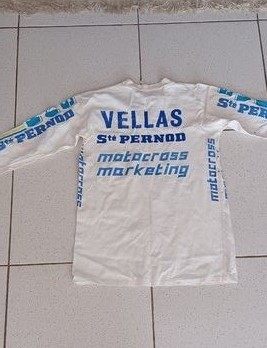 VELLAS
Sté PERNOD
motocross
marketing
Sté PERNOD
Sté PERNOD
motocross
motocross